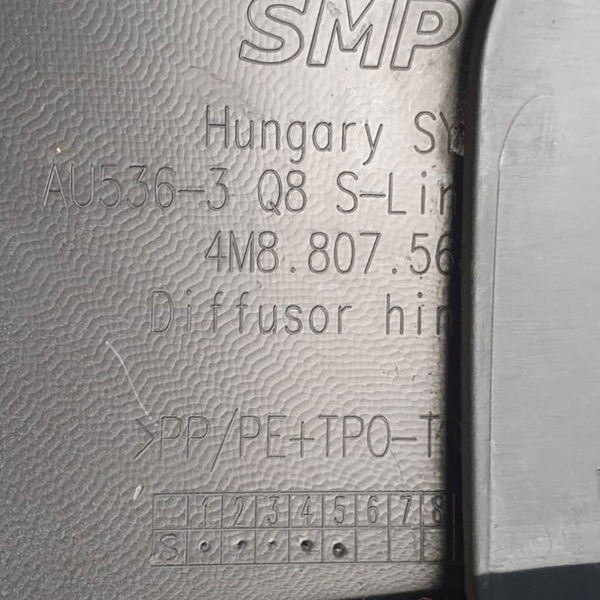 SMP
Hungary SY
AU536-3 Q8 S-Lin
4M8.807.56
Diffusor hin
>PP/PE+TPO-T
1 2 3 4 5 6 7 8
S